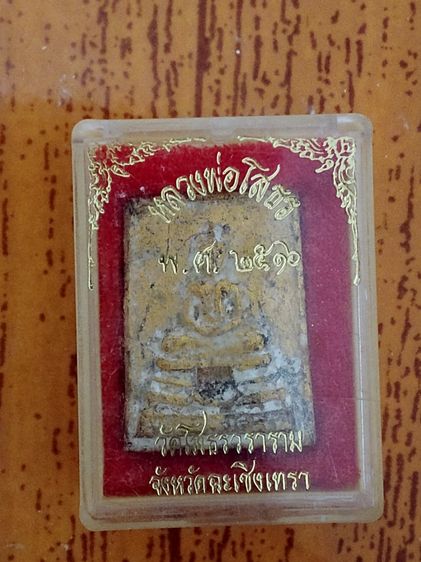 หลวงพ่อโสธร
พ.ศ. ๒๕๑๐
วัดโสธรวราราม
จังหวัดฉะเชิงเทรา